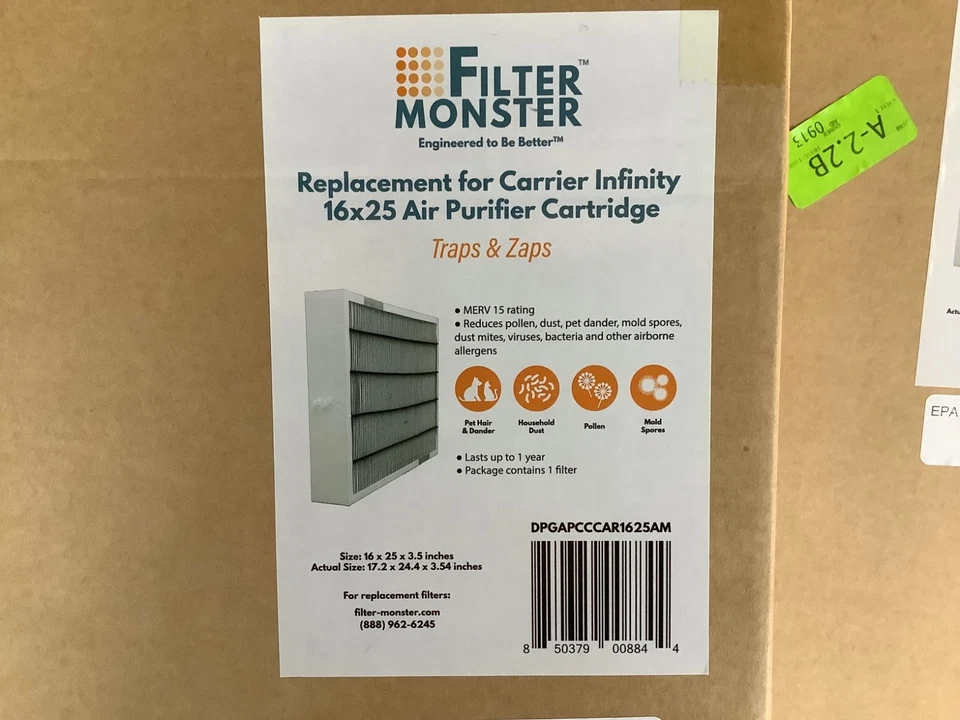 FILTER™
MONSTER
Engineered to Be Better™
Replacement for Carrier Infinity
16x25 Air Purifier Cartridge
Traps & Zaps
• MERV 15 rating
• Reduces pollen, dust, pet dander, mold spores,
dust mites, viruses, bacteria and other airborne
allergens
Pet Hair
& Dander
Household
Dust
Pollen
Mold
Spores
• Lasts up to 1 year
• Package contains 1 filter
DPGAPCCCAR1625AM
Size: 16 x 25 x 3.5 inches
Actual Size: 17.2 x 24.4 x 3.54 inches
For replacement filters:
filter-monster.com
(888) 962-6245
8 50379 00884 4
A-2.2B
0913
EPA